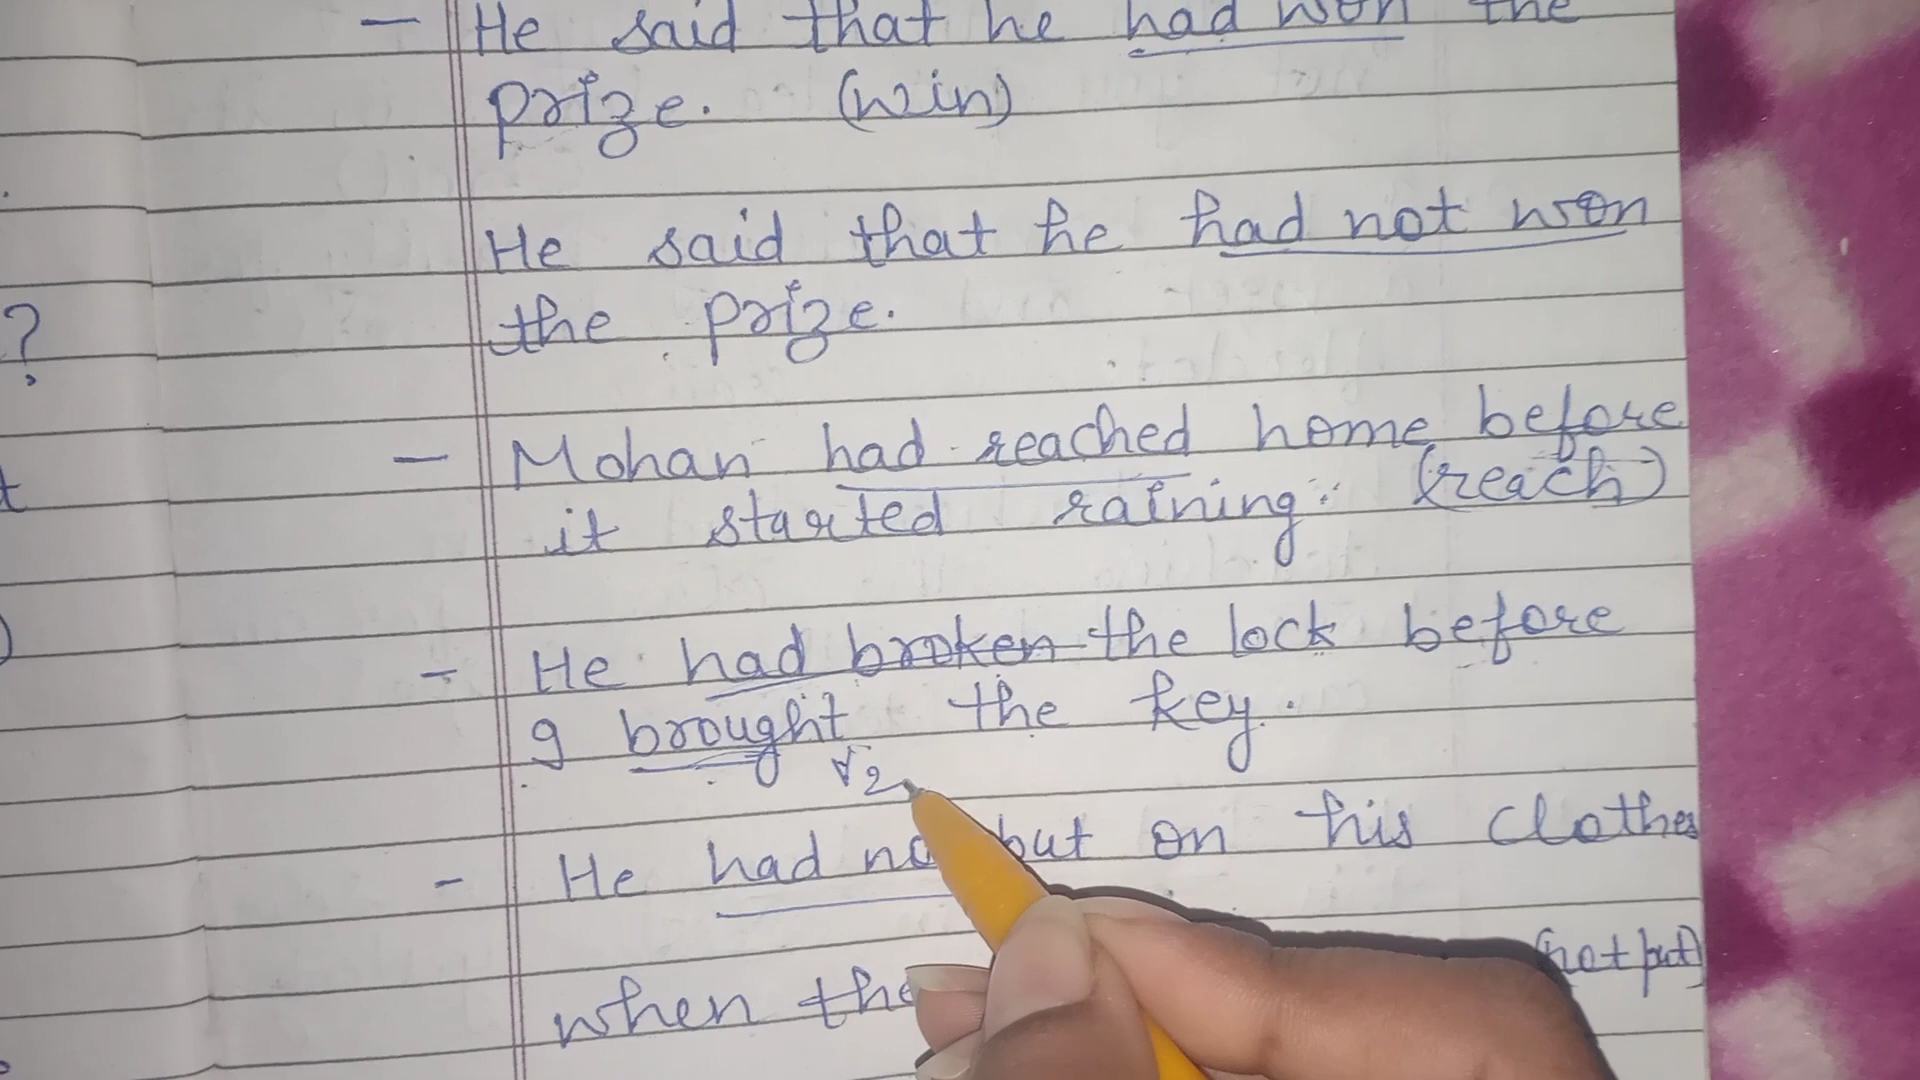 — He said that he had won the
prize. (win)
He said that he had not won
the prize.
?
— Mohan had reached home before
it started raining. (reach)
- He had broken the lock before
I brought the key.
V2
- He had put on his clothes
(not put)
when